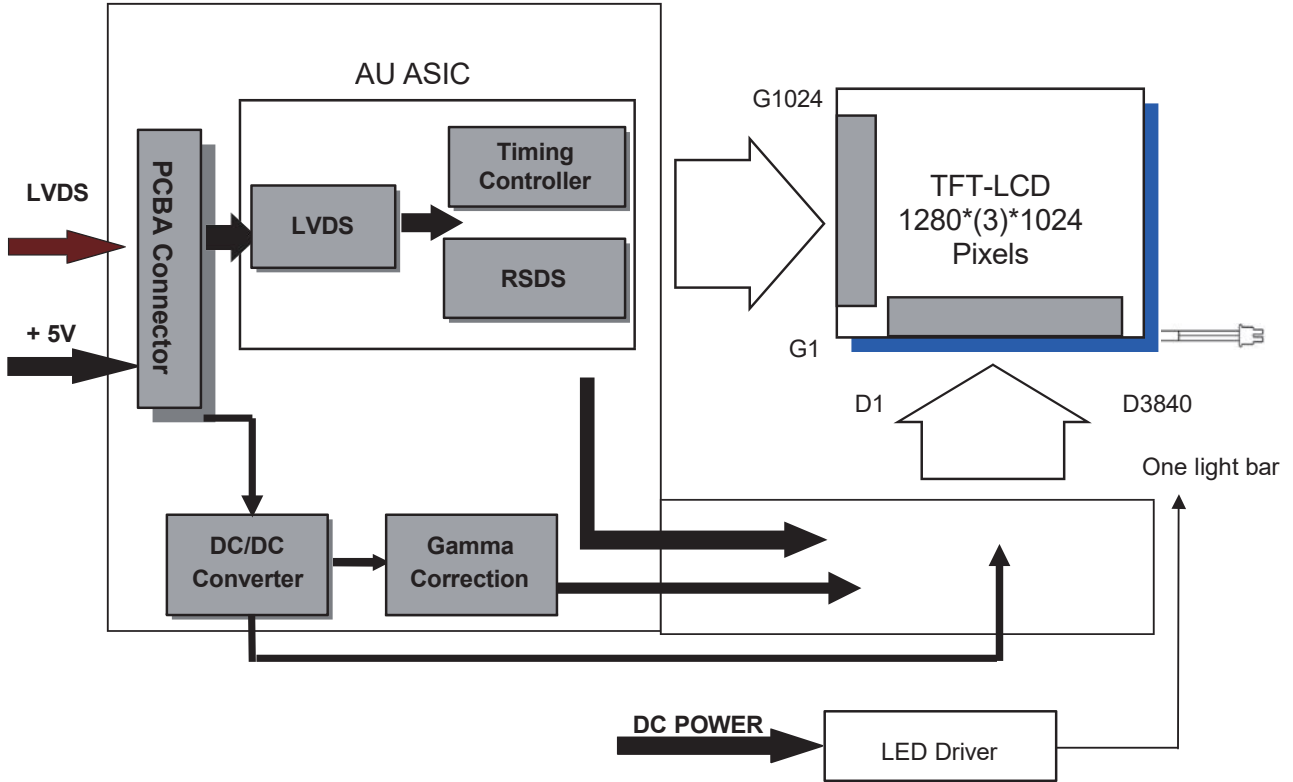 AU ASIC
LVDS
+ 5V
PCBA Connector
LVDS
Timing
Controller
RSDS
G1024
TFT-LCD
1280*(3)*1024
Pixels
G1
D1
D3840
One light bar
DC/DC
Converter
Gamma
Correction
DC POWER
LED Driver